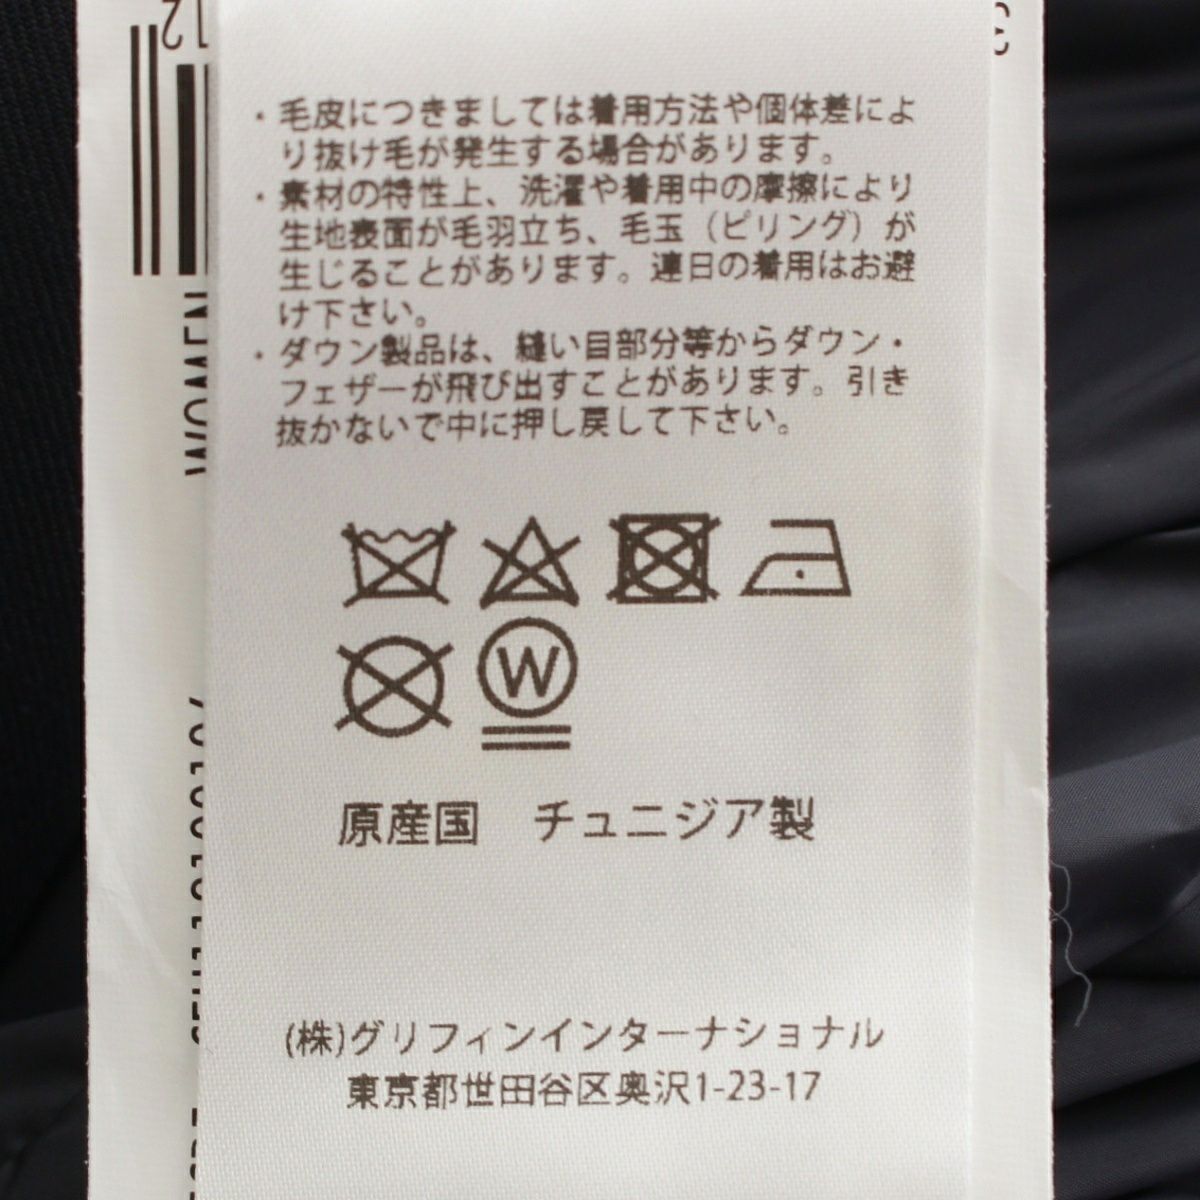 ・毛皮につきましては着用方法や個体差によ
り抜け毛が発生する場合があります。
・素材の特性上、洗濯や着用中の摩擦により
生地表面が毛羽立ち、毛玉（ピリング）が
生じることがあります。連日の着用はお避
け下さい。
・ダウン製品は、縫い目部分等からダウン・
フェザーが飛び出すことがあります。引き
抜かないで中に押し戻して下さい。
W
原産国　チュニジア製
(株)グリフィンインターナショナル
東京都世田谷区奥沢1-23-17
WOMEN